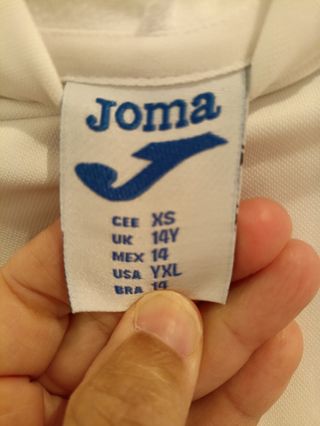 Joma
CEE XS
UK 14Y
MEX 14
USA YXL
BRA 14